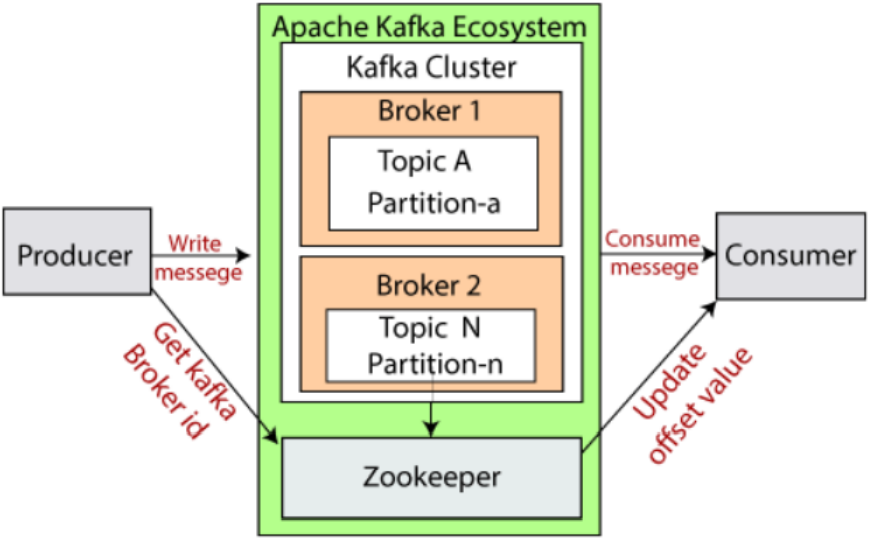 Apache Kafka Ecosystem
Kafka Cluster
Broker 1
Topic A
Partition-a
Producer
Write
messege
Consume
messege
Consumer
Broker 2
Topic N
Partition-n
Get kafka
Broker id
Update
offset value
Zookeeper